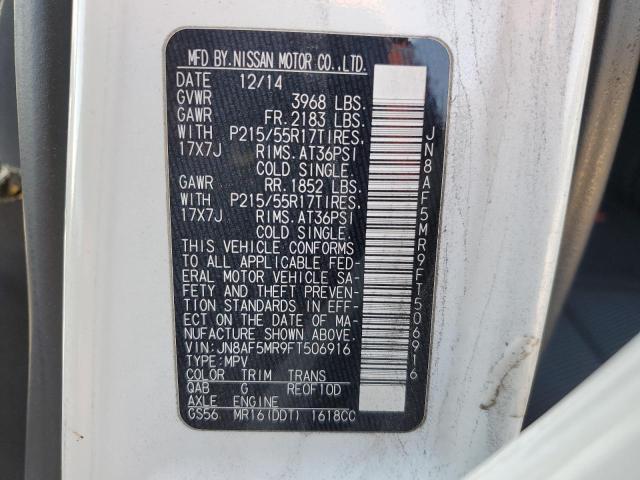 MFD BY.NISSAN MOTOR CO.,LTD.
DATE 12/14
GVWR 3968 LBS.
GAWR FR.2183 LBS.
WITH P215/55R17TIRES,
17X7J RIMS.AT36PSI
COLD SINGLE.
GAWR RR.1852 LBS.
WITH P215/55R17TIRES,
17X7J RIMS.AT36PSI
COLD SINGLE.
THIS VEHICLE CONFORMS
TO ALL APPLICABLE FED-
ERAL MOTOR VEHICLE SA-
FETY AND THEFT PREVEN-
TION STANDARDS IN EFF-
ECT ON THE DATE OF MA-
NUFACTURE SHOWN ABOVE.
VIN:JN8AF5MR9FT506916
TYPE:MPV
COLOR TRIM TRANS
QAB G RE0F10D
AXLE ENGINE
GS56 MR16(DDT) 1618CC
JN8AF5MR9FT506916